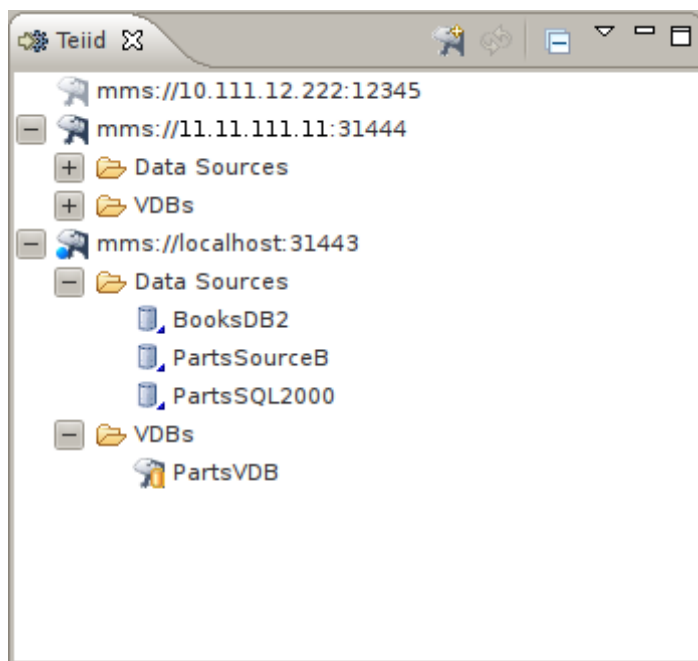 Teiid
mms://10.111.12.222:12345
mms://11.11.111.11:31444
Data Sources
VDBs
mms://localhost:31443
Data Sources
BooksDB2
PartsSourceB
PartsSQL2000
VDBs
PartsVDB